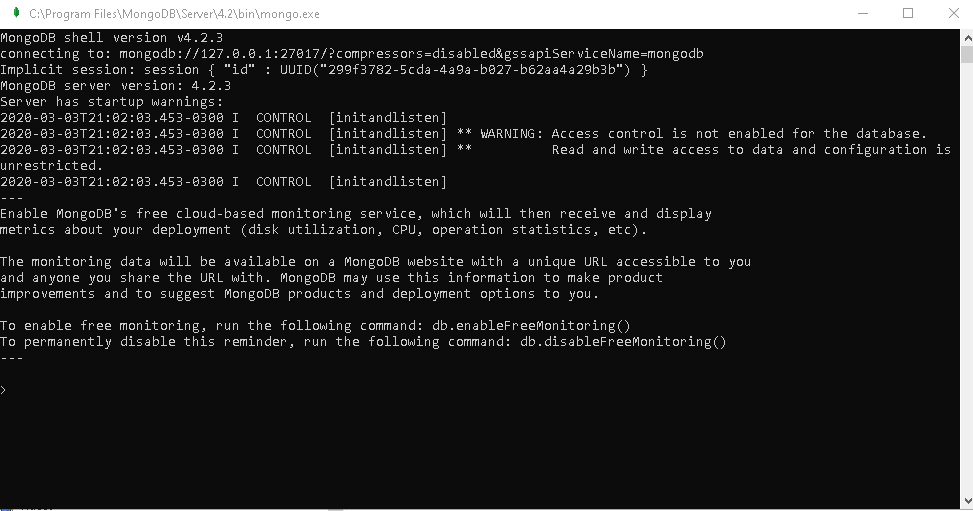 C:\Program Files\MongoDB\Server\4.2\bin\mongo.exe
MongoDB shell version v4.2.3
connecting to: mongodb://127.0.0.1:27017/?compressors=disabled&gssapiServiceName=mongodb
Implicit session: session { "id" : UUID("299f3782-5cda-4a9a-b027-b62aa4a29b3b") }
MongoDB server version: 4.2.3
Server has startup warnings:
2020-03-03T21:02:03.453-0300 I  CONTROL  [initandlisten]
2020-03-03T21:02:03.453-0300 I  CONTROL  [initandlisten] ** WARNING: Access control is not enabled for the database.
2020-03-03T21:02:03.453-0300 I  CONTROL  [initandlisten] **          Read and write access to data and configuration is
unrestricted.
2020-03-03T21:02:03.453-0300 I  CONTROL  [initandlisten]
---
Enable MongoDB's free cloud-based monitoring service, which will then receive and display
metrics about your deployment (disk utilization, CPU, operation statistics, etc).
The monitoring data will be available on a MongoDB website with a unique URL accessible to you
and anyone you share the URL with. MongoDB may use this information to make product
improvements and to suggest MongoDB products and deployment options to you.
To enable free monitoring, run the following command: db.enableFreeMonitoring()
To permanently disable this reminder, run the following command: db.disableFreeMonitoring()
---
>